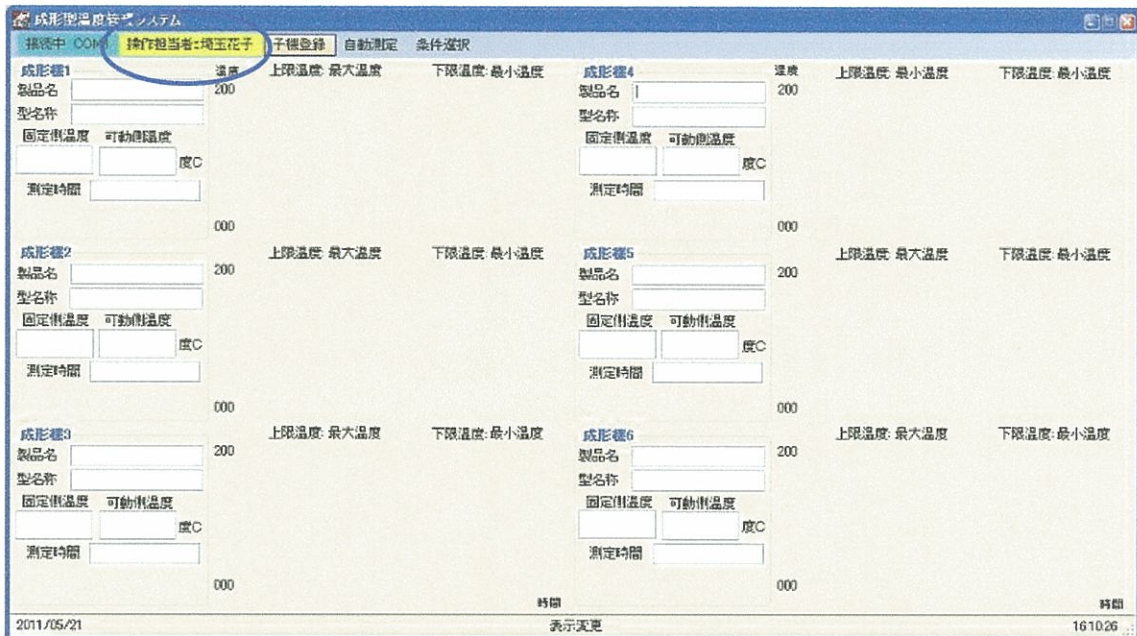 成形型温度管理システム
接続中 COM 操作担当者:埼玉花子 子機登録 自動測定 条件選択
成形機1 温度 上限温度:最大温度 下限温度:最小温度
製品名 200
型名称
固定側温度 可動側温度
度C
測定時間
000
成形機2 上限温度:最大温度 下限温度:最小温度
製品名 200
型名称
固定側温度 可動側温度
度C
測定時間
000
成形機3 上限温度:最大温度 下限温度:最小温度
製品名 200
型名称
固定側温度 可動側温度
度C
測定時間
000
時間
成形機4 温度 上限温度:最小温度 下限温度:最小温度
製品名 200
型名称
固定側温度 可動側温度
度C
測定時間
000
成形機5 上限温度:最大温度 下限温度:最小温度
製品名 200
型名称
固定側温度 可動側温度
度C
測定時間
000
成形機6 上限温度:最大温度 下限温度:最小温度
製品名 200
型名称
固定側温度 可動側温度
度C
測定時間
000
時間
2011/05/21 表示変更 16:10:26